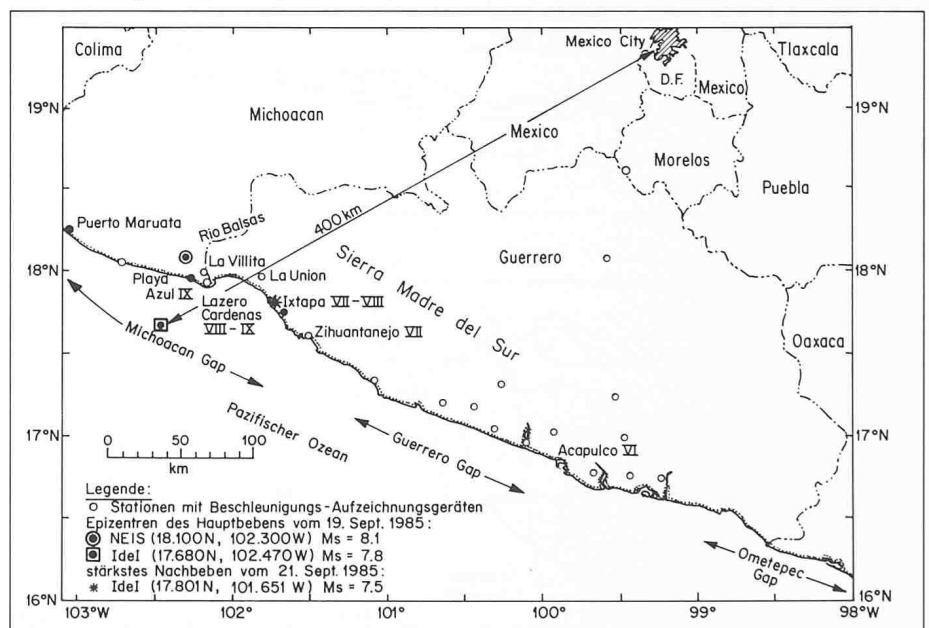 Colima
Mexico City
Tlaxcala
D.F.
19°N
Michoacan
Mexico
Mexico
19°N
Morelos
Puebla
Puerto Maruata
Rio Balsas
400 km
18°N
La Villita
La Union
Sierra Madre del Sur
Guerrero
18°N
Playa
Azul IX
Lazero
Cardenas
VIII - IX
Ixtapa VII - VIII
Zihuantanejo VII
Oaxaca
Michoacan Gap
Pazifischer Ozean
Guerrero Gap
17°N
17°N
Acapulco VI
0 50 100
km
Legende:
Stationen mit Beschleunigungs-Aufzeichnungsgeräten
Epizentren des Hauptbebens vom 19. Sept. 1985:
NEIS (18.100N, 102.300W) Ms = 8.1
IdeI (17.680N, 102.470W) Ms = 7.8
stärkstes Nachbeben vom 21. Sept. 1985:
IdeI (17.801N, 101.651 W) Ms = 7.5
Ometepec
Gap
16°N
16°N
103°W 102°W 101°W 100°W 99°W 98°W